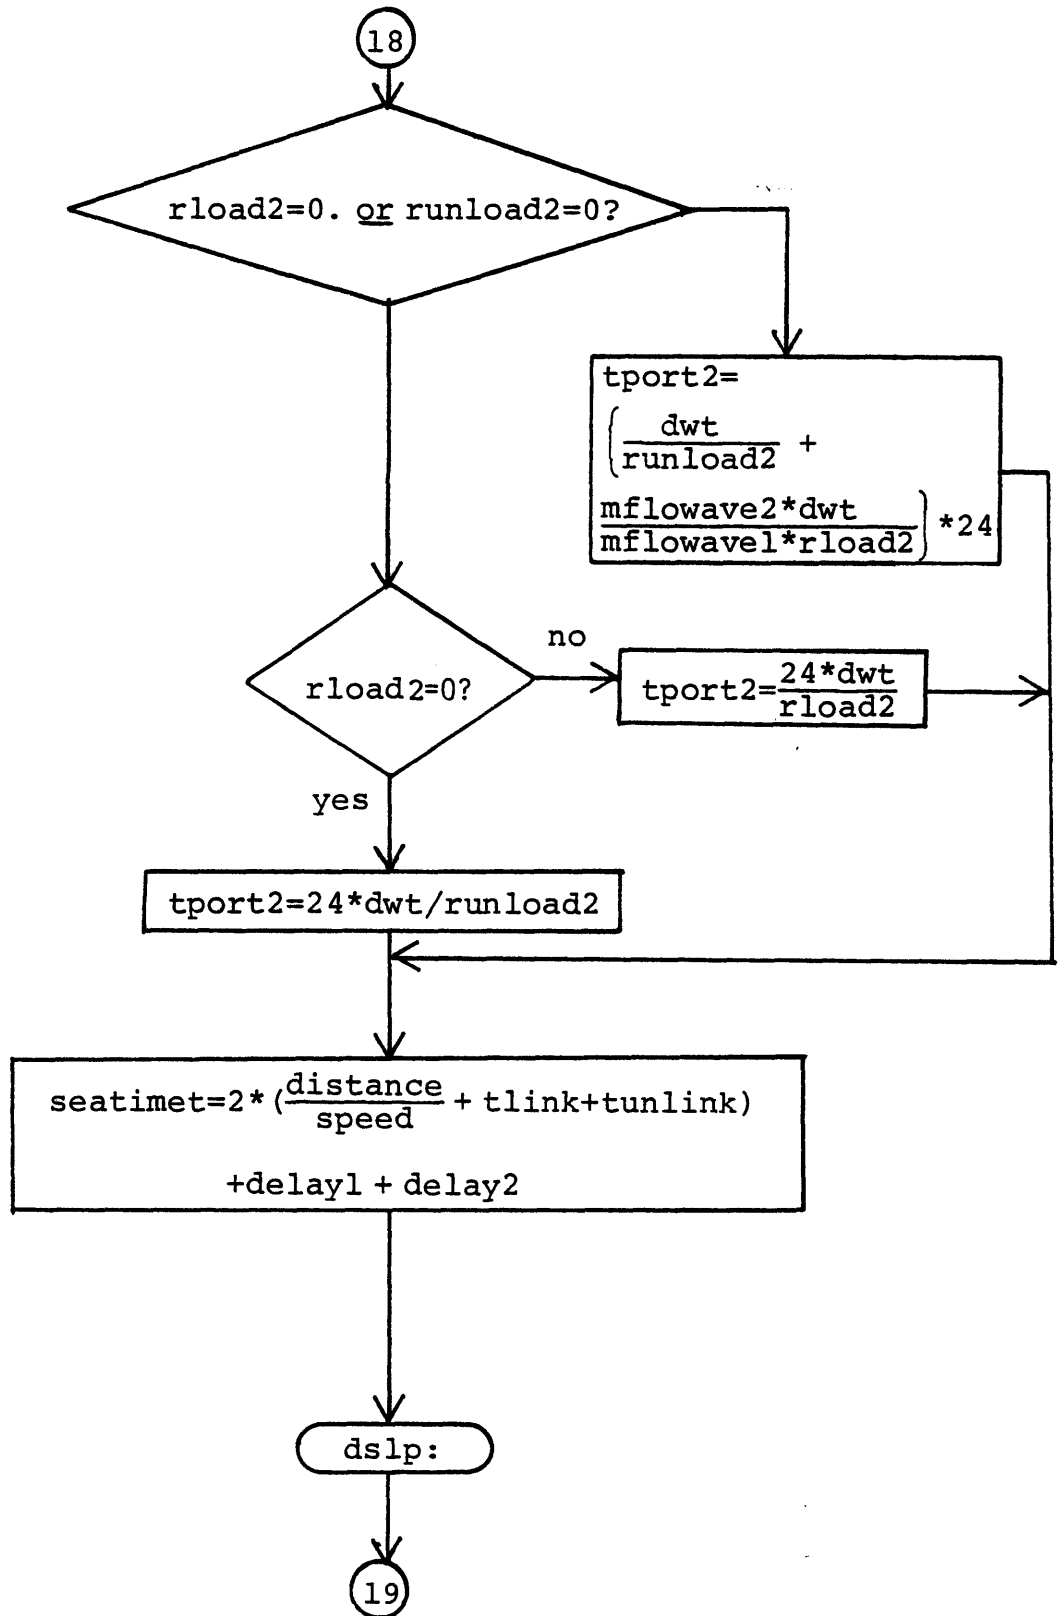 18
rload2=0. or runload2=0?
tport2=
(dwt/runload2 +
mflowave2*dwt/mflowave1*rload2) *24
no
rload2=0?
tport2=24*dwt/rload2
yes
tport2=24*dwt/runload2
seatimet=2*(distance/speed + tlink+tunlink)
+delay1 + delay2
dslp:
19